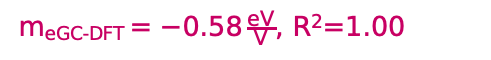 m_eGC-DFT = −0.58 eV/V, R²=1.00